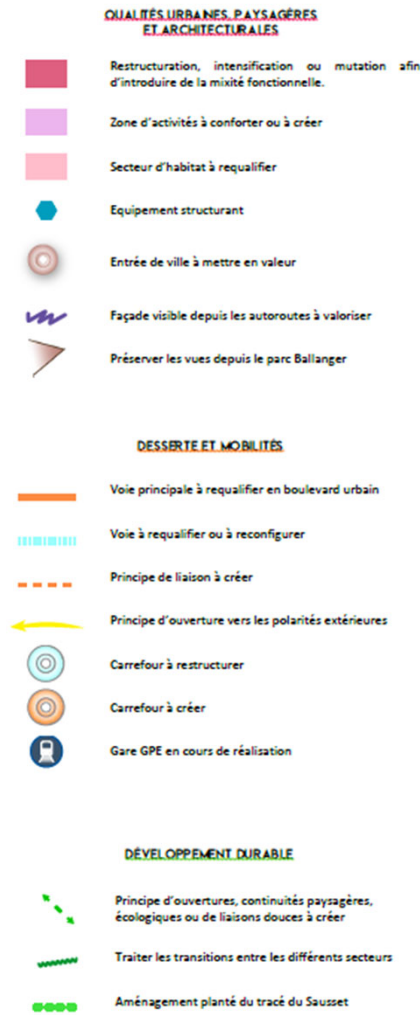 QUALITÉS URBAINES, PAYSAGÈRES
ET ARCHITECTURALES
Restructuration, intensification ou mutation afin
d'introduire de la mixité fonctionnelle.
Zone d'activités à conforter ou à créer
Secteur d'habitat à requalifier
Equipement structurant
Entrée de ville à mettre en valeur
Façade visible depuis les autoroutes à valoriser
Préserver les vues depuis le parc Ballanger
DESSERTE ET MOBILITÉS
Voie principale à requalifier en boulevard urbain
Voie à requalifier ou à reconfigurer
Principe de liaison à créer
Principe d'ouverture vers les polarités extérieures
Carrefour à restructurer
Carrefour à créer
Gare GPE en cours de réalisation
DÉVELOPPEMENT DURABLE
Principe d'ouvertures, continuités paysagères,
écologiques ou de liaisons douces à créer
Traiter les transitions entre les différents secteurs
Aménagement planté du tracé du Sausset